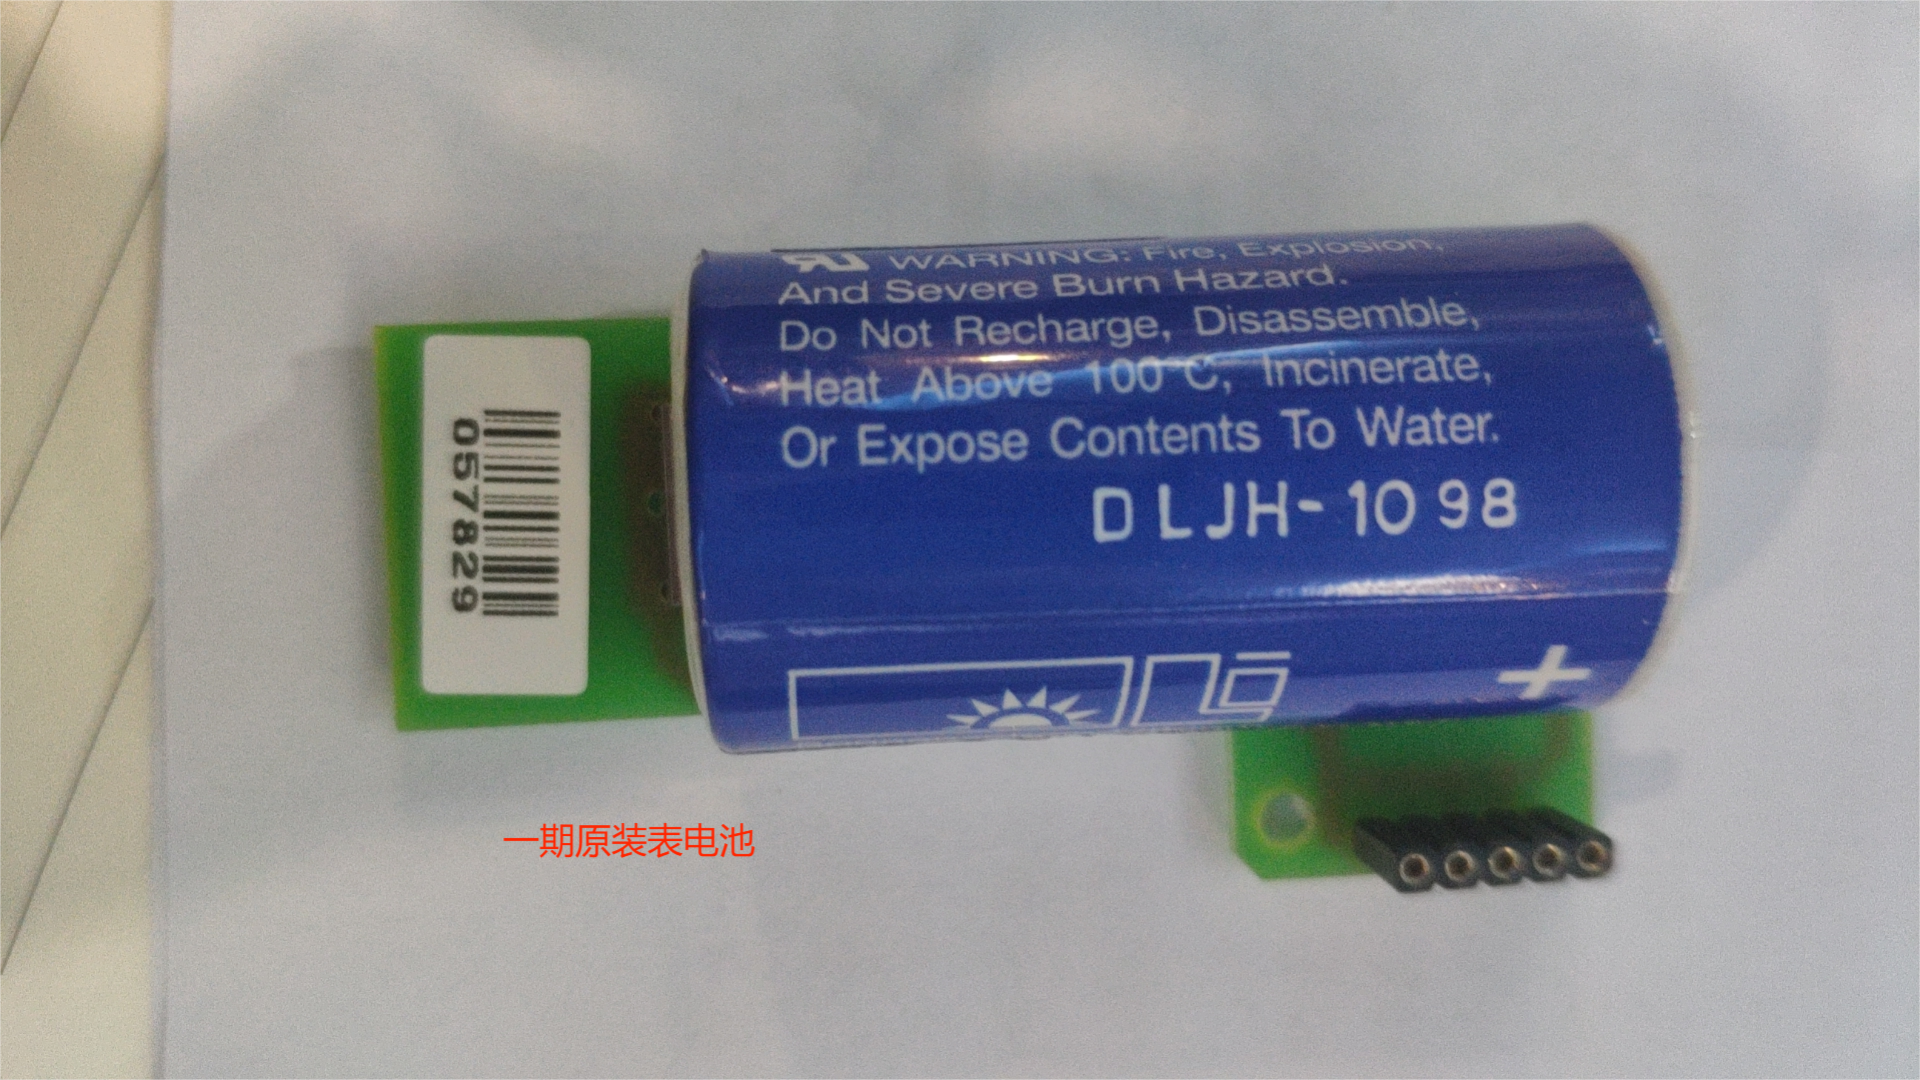 WARNING: Fire, Explosion,
And Severe Burn Hazard.
Do Not Recharge, Disassemble,
Heat Above 100°C, Incinerate,
Or Expose Contents To Water.
DLJH-1098
+
057829
一期原装表电池